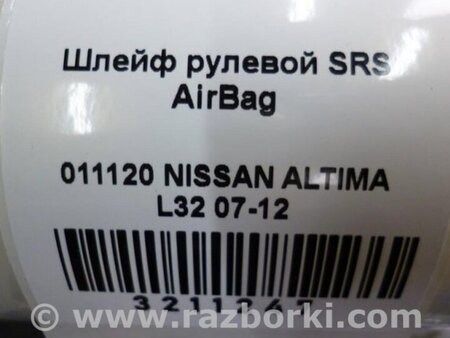 Шлейф рулевой SRS
AirBag
011120 NISSAN ALTIMA
L32 07-12
www.razborki.com